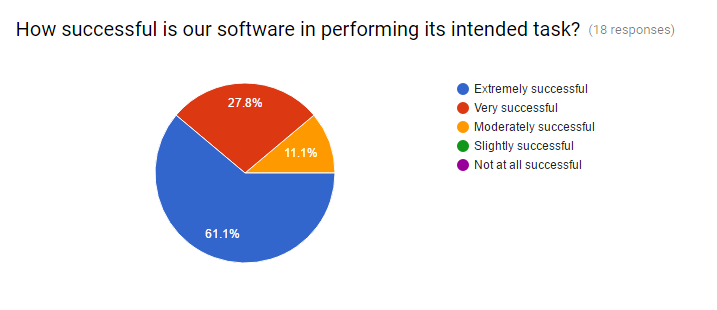 How successful is our software in performing its intended task? (18 responses)
Extremely successful
Very successful
Moderately successful
Slightly successful
Not at all successful
27.8%
11.1%
61.1%